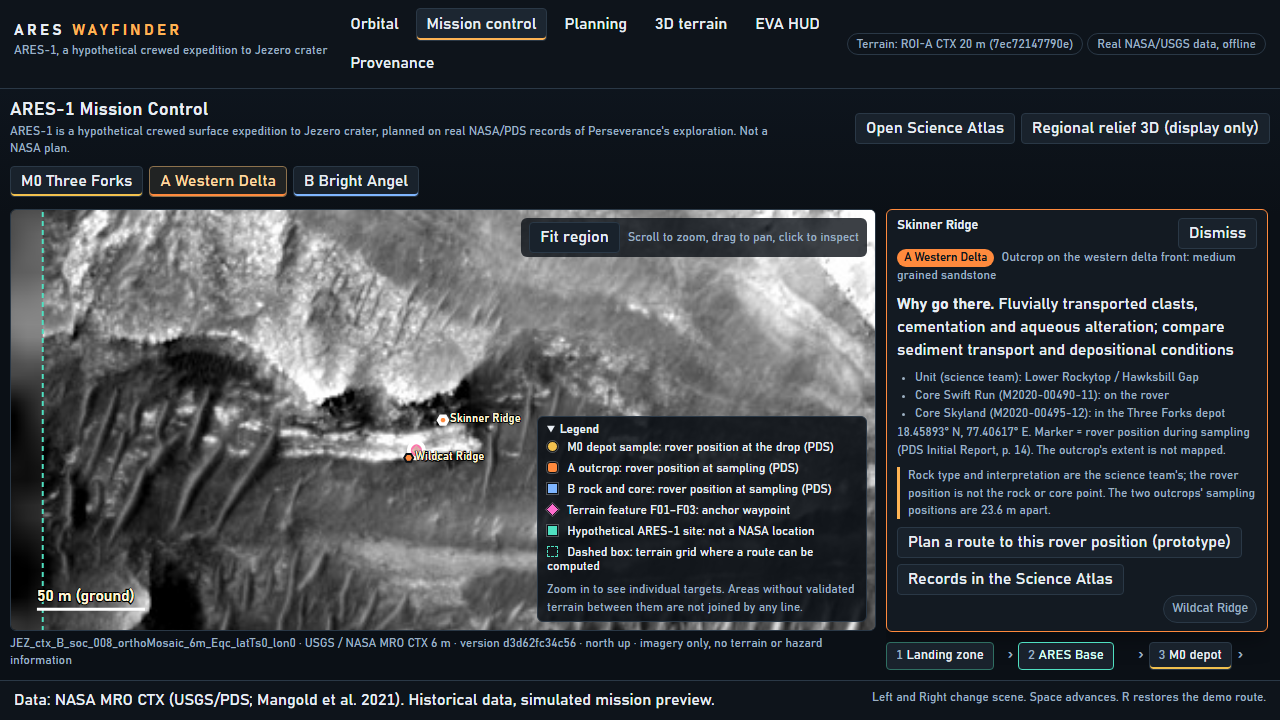 ARES WAYFINDER
ARES-1, a hypothetical crewed expedition to Jezero crater
Orbital
Mission control
Planning
3D terrain
EVA HUD
Provenance
Terrain: ROI-A CTX 20 m (7ec72147790e)
Real NASA/USGS data, offline
ARES-1 Mission Control
ARES-1 is a hypothetical crewed surface expedition to Jezero crater, planned on real NASA/PDS records of Perseverance's exploration. Not a
NASA plan.
Open Science Atlas
Regional relief 3D (display only)
M0 Three Forks
A Western Delta
B Bright Angel
Fit region
Scroll to zoom, drag to pan, click to inspect
Skinner Ridge
Wildcat Ridge
50 m (ground)
▼ Legend
M0 depot sample: rover position at the drop (PDS)
A outcrop: rover position at sampling (PDS)
B rock and core: rover position at sampling (PDS)
Terrain feature F01–F03: anchor waypoint
Hypothetical ARES-1 site: not a NASA location
Dashed box: terrain grid where a route can be
computed
Zoom in to see individual targets. Areas without validated
terrain between them are not joined by any line.
JEZ_ctx_B_soc_008_orthoMosaic_6m_Eqc_latTs0_lon0 · USGS / NASA MRO CTX 6 m · version d3d62fc34c56 · north up · imagery only, no terrain or hazard
information
Skinner Ridge
Dismiss
A Western Delta Outcrop on the western delta front: medium
grained sandstone
Why go there. Fluvially transported clasts,
cementation and aqueous alteration; compare
sediment transport and depositional conditions
• Unit (science team): Lower Rockytop / Hawksbill Gap
• Core Swift Run (M2020-00490-11): on the rover
• Core Skyland (M2020-00495-12): in the Three Forks depot
18.45893° N, 77.40617° E. Marker = rover position during sampling
(PDS Initial Report, p. 14). The outcrop's extent is not mapped.
Rock type and interpretation are the science team's; the rover
position is not the rock or core point. The two outcrops' sampling
positions are 23.6 m apart.
Plan a route to this rover position (prototype)
Records in the Science Atlas
Wildcat Ridge
1 Landing zone › 2 ARES Base › 3 M0 depot ›
Data: NASA MRO CTX (USGS/PDS; Mangold et al. 2021). Historical data, simulated mission preview.
Left and Right change scene. Space advances. R restores the demo route.